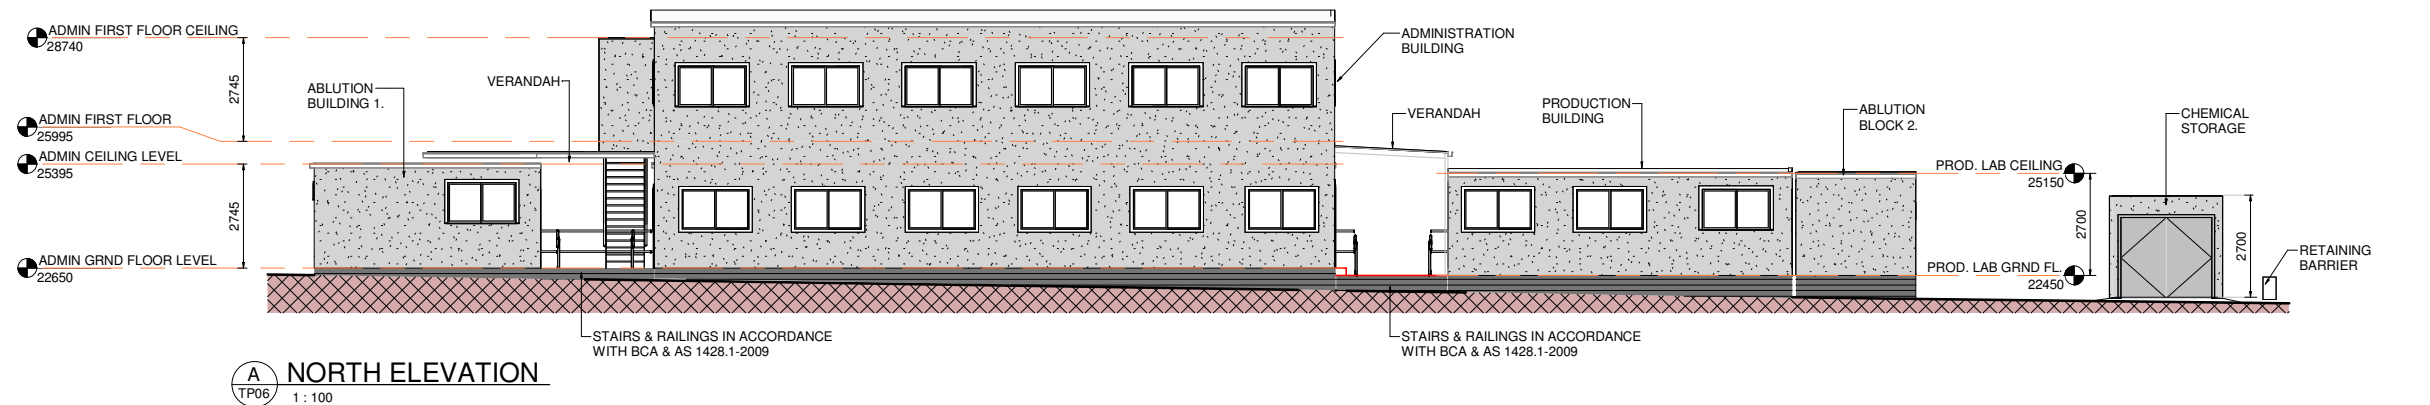 ADMIN FIRST FLOOR CEILING
28740
2745
ADMIN FIRST FLOOR
25995
ADMIN CEILING LEVEL
25395
2745
ADMIN GRND FLOOR LEVEL
22650
ABLUTION
BUILDING 1.
VERANDAH
ADMINISTRATION
BUILDING
VERANDAH
PRODUCTION
BUILDING
ABLUTION
BLOCK 2.
PROD. LAB CEILING
25150
2700
PROD. LAB GRND FL.
22450
CHEMICAL
STORAGE
2700
RETAINING
BARRIER
STAIRS & RAILINGS IN ACCORDANCE
WITH BCA & AS 1428.1-2009
STAIRS & RAILINGS IN ACCORDANCE
WITH BCA & AS 1428.1-2009
A
TP06
NORTH ELEVATION
1 : 100